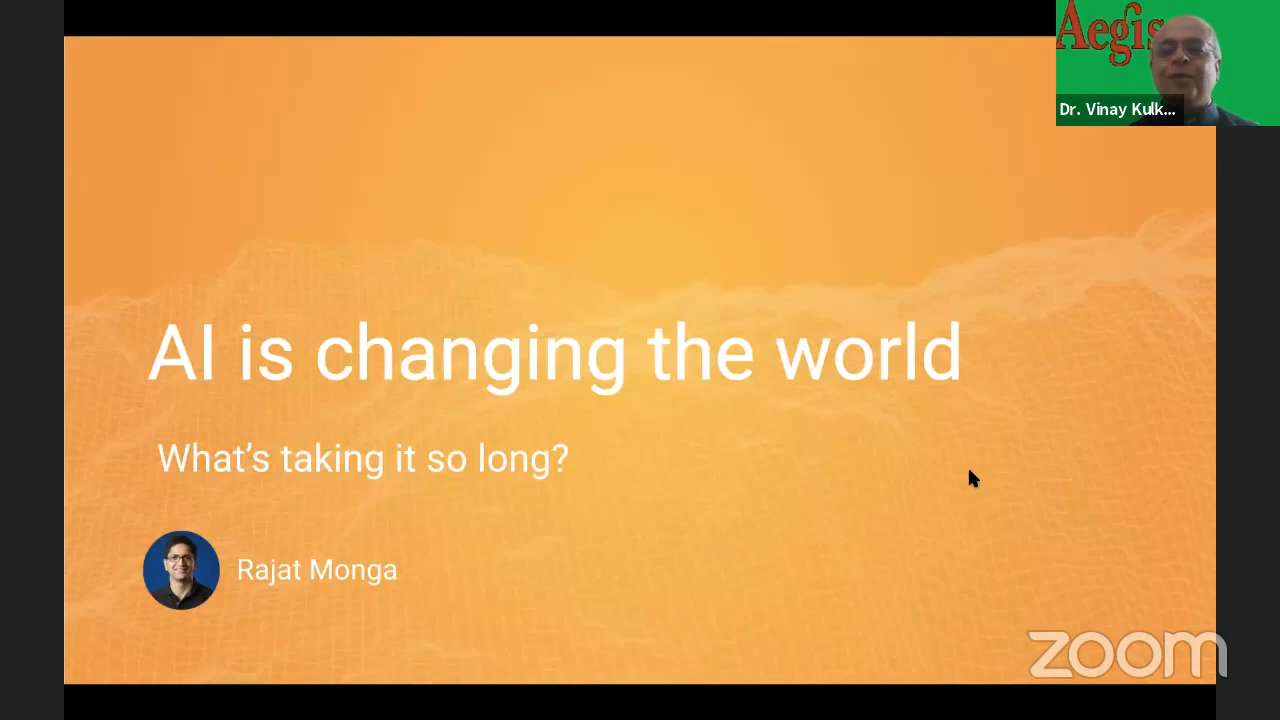 Aegis
Dr. Vinay Kulk...
AI is changing the world
What's taking it so long?
Rajat Monga
zoom